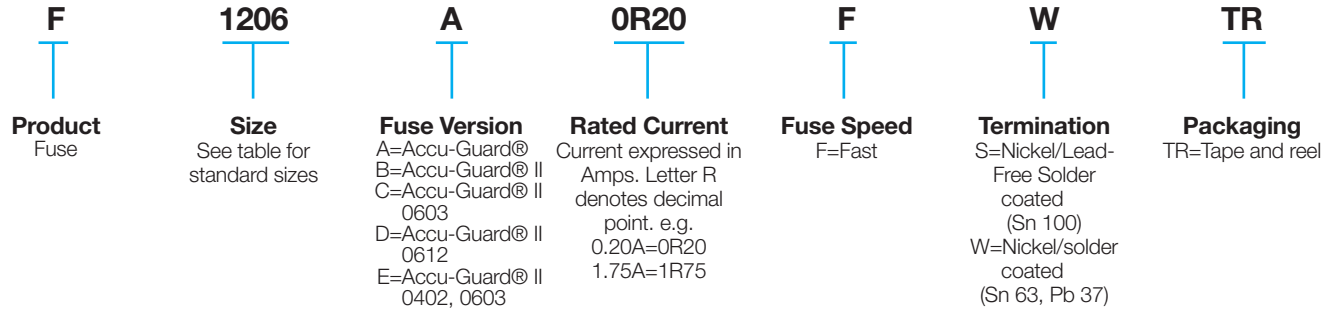 F
1206
A
0R20
F
W
TR
Product
Fuse
Size
See table for
standard sizes
Fuse Version
A=Accu-Guard®
B=Accu-Guard® II
C=Accu-Guard® II
0603
D=Accu-Guard® II
0612
E=Accu-Guard® II
0402, 0603
Rated Current
Current expressed in
Amps. Letter R
denotes decimal
point. e.g.
0.20A=0R20
1.75A=1R75
Fuse Speed
F=Fast
Termination
S=Nickel/Lead-
Free Solder
coated
(Sn 100)
W=Nickel/solder
coated
(Sn 63, Pb 37)
Packaging
TR=Tape and reel